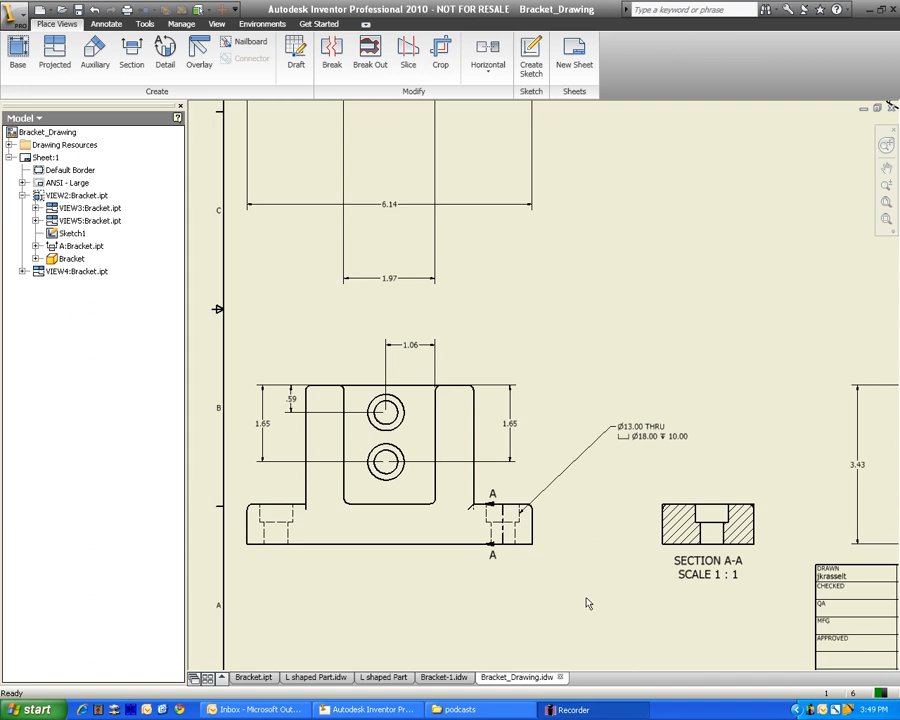 Autodesk Inventor Professional 2010 - NOT FOR RESALE Bracket_Drawing
Type a keyword or phrase
PRO
Place Views Annotate Tools Manage View Environments Get Started
Base Projected Auxiliary Section Detail Overlay
Nailboard
Connector
Draft
Break Break Out Slice Crop
Horizontal
Create
Sketch
New Sheet
Create
Modify
Sketch
Sheets
Model
Bracket_Drawing
Drawing Resources
Sheet:1
Default Border
ANSI - Large
VIEW2:Bracket.ipt
VIEW3:Bracket.ipt
VIEW5:Bracket.ipt
Sketch1
A:Bracket.ipt
Bracket
VIEW4:Bracket.ipt
C
6.14
1.97
1.06
B
.59
1.65
1.65
Ø13.00 THRU
⌴ Ø18.00 ↧ 10.00
3.43
A
A
SECTION A-A
SCALE 1 : 1
A
DRAWN
jkrasselt
CHECKED
QA
MFG
APPROVED
Bracket.ipt L shaped Part.idw L shaped Part Bracket-1.idw Bracket_Drawing.idw
Ready
1 6
start
Inbox - Microsoft Out...
Autodesk Inventor Pr...
podcasts
Recorder
3:49 PM